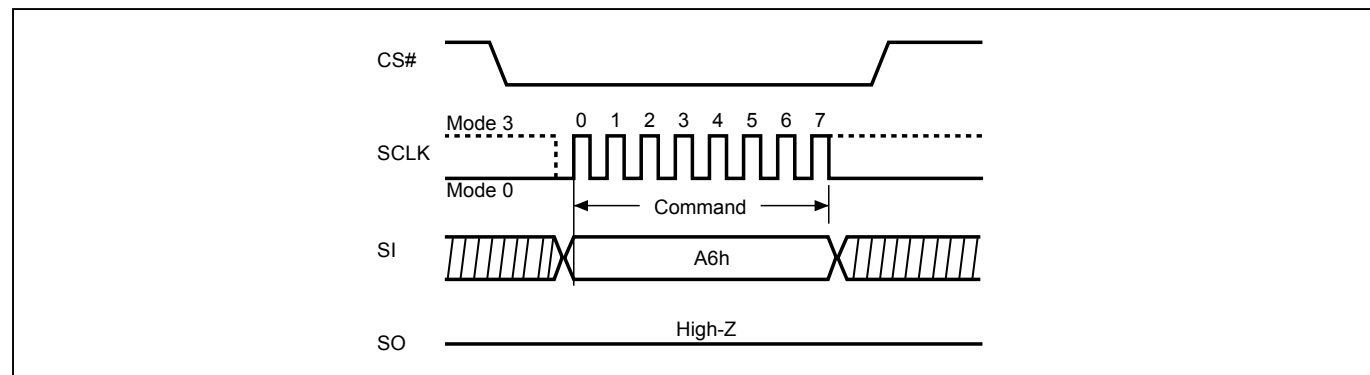 CS#
Mode 3
0 1 2 3 4 5 6 7
SCLK
Mode 0
Command
SI
A6h
High-Z
SO